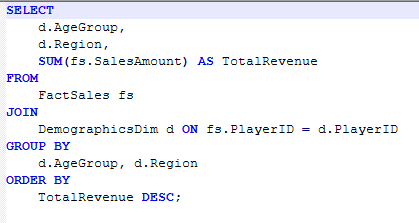 SELECT
d.AgeGroup,
d.Region,
SUM(fs.SalesAmount) AS TotalRevenue
FROM
FactSales fs
JOIN
DemographicsDim d ON fs.PlayerID = d.PlayerID
GROUP BY
d.AgeGroup, d.Region
ORDER BY
TotalRevenue DESC;